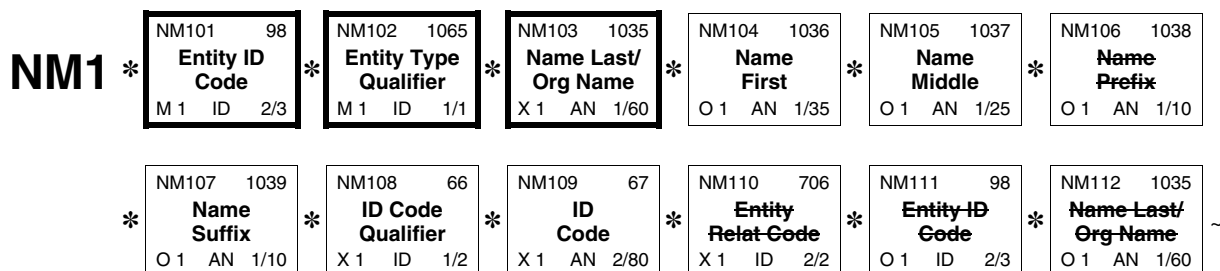 NM101 98 NM102 1065 NM103 1035 NM104 1036 NM105 1037 NM106 1038
NM1 * Entity ID * Entity Type * Name Last/ * Name * Name * Name
Code Qualifier Org Name First Middle Prefix
M 1 ID 2/3 M 1 ID 1/1 X 1 AN 1/60 O 1 AN 1/35 O 1 AN 1/25 O 1 AN 1/10
NM107 1039 NM108 66 NM109 67 NM110 706 NM111 98 NM112 1035
* Name * ID Code * ID * Entity * Entity ID * Name Last/ ~
Suffix Qualifier Code Relat Code Code Org Name
O 1 AN 1/10 X 1 ID 1/2 X 1 AN 2/80 X 1 ID 2/2 O 1 ID 2/3 O 1 AN 1/60